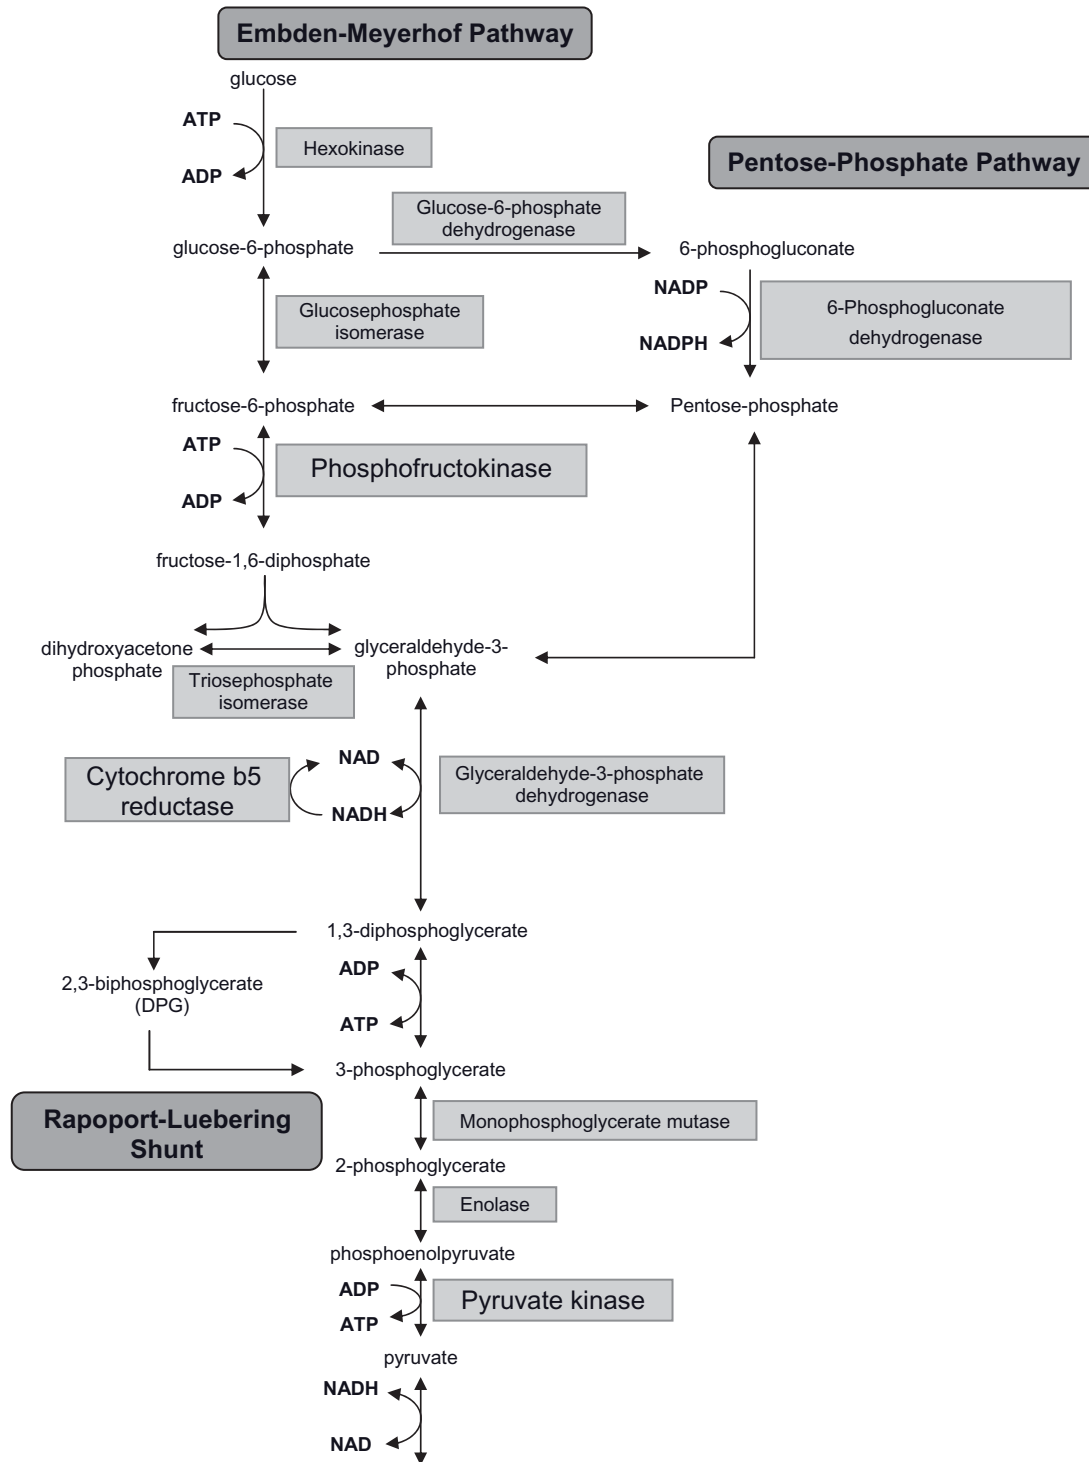 Embden-Meyerhof Pathway
glucose
ATP
Hexokinase
ADP
Pentose-Phosphate Pathway
Glucose-6-phosphate
dehydrogenase
glucose-6-phosphate
6-phosphogluconate
NADP
Glucosephosphate
isomerase
6-Phosphogluconate
dehydrogenase
NADPH
fructose-6-phosphate
Pentose-phosphate
ATP
Phosphofructokinase
ADP
fructose-1,6-diphosphate
dihydroxyacetone
phosphate
glyceraldehyde-3-
phosphate
Triosephosphate
isomerase
Cytochrome b5
reductase
NAD
NADH
Glyceraldehyde-3-phosphate
dehydrogenase
1,3-diphosphoglycerate
2,3-biphosphoglycerate
(DPG)
ADP
ATP
3-phosphoglycerate
Rapoport-Luebering
Shunt
Monophosphoglycerate mutase
2-phosphoglycerate
Enolase
phosphoenolpyruvate
ADP
Pyruvate kinase
ATP
pyruvate
NADH
NAD